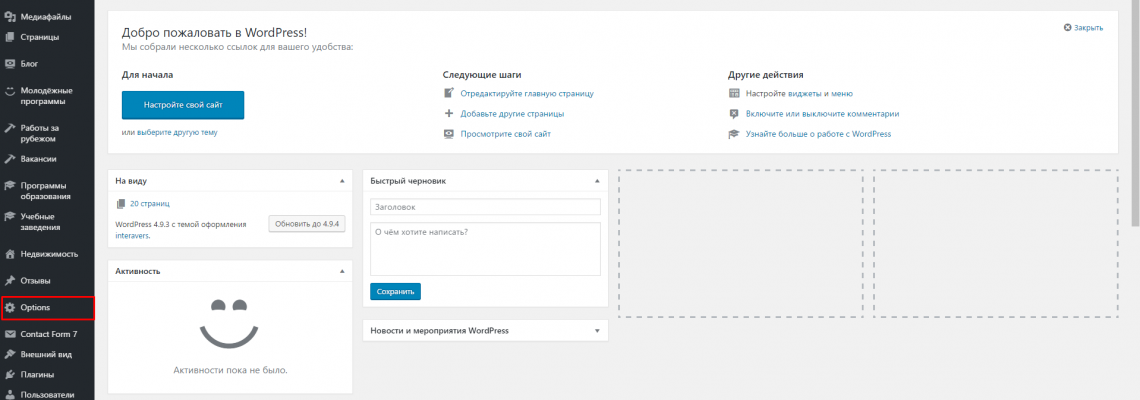 Медиафайлы
Страницы
Блог
Молодёжные
программы
Работы за
рубежом
Вакансии
Программы
образования
Учебные
заведения
Недвижимость
Отзывы
Options
Contact Form 7
Внешний вид
Плагины
Пользователи
Добро пожаловать в WordPress!
Закрыть
Мы собрали несколько ссылок для вашего удобства:
Для начала
Настройте свой сайт
или выберите другую тему
Следующие шаги
Отредактируйте главную страницу
Добавьте другие страницы
Просмотрите свой сайт
Другие действия
Настройте виджеты и меню
Включите или выключите комментарии
Узнайте больше о работе с WordPress
На виду
20 страниц
WordPress 4.9.3 с темой оформления
interavers.
Обновить до 4.9.4
Активность
Активности пока не было.
Быстрый черновик
Заголовок
О чём хотите написать?
Сохранить
Новости и мероприятия WordPress